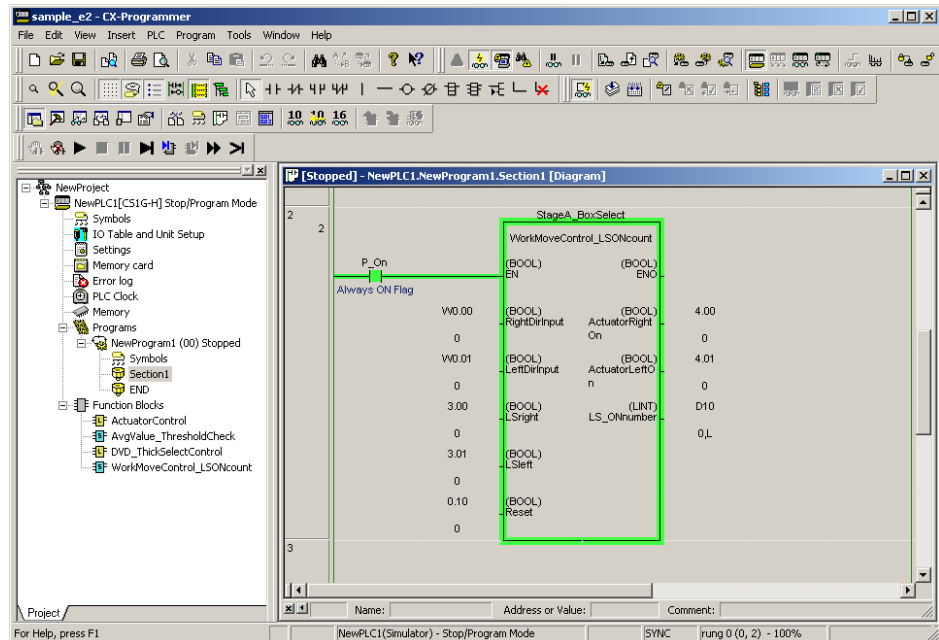 sample_e2 - CX-Programmer
File Edit View Insert PLC Program Tools Window Help
10 10 16
NewProject
NewPLC1[CS1G-H] Stop/Program Mode
Symbols
IO Table and Unit Setup
Settings
Memory card
Error log
PLC Clock
Memory
Programs
NewProgram1 (00) Stopped
Symbols
Section1
END
Function Blocks
ActuatorControl
AvgValue_ThresholdCheck
DVD_ThickSelectControl
WorkMoveControl_LSONcount
Project
[Stopped] - NewPLC1.NewProgram1.Section1 [Diagram]
2
2
StageA_BoxSelect
WorkMoveControl_LSONcount
P_On
Always ON Flag
(BOOL) (BOOL)
EN ENO
W0.00 (BOOL) (BOOL) 4.00
RightDirInput ActuatorRight
0 On 0
W0.01 (BOOL) (BOOL) 4.01
LeftDirInput ActuatorLeftO
0 n 0
3.00 (BOOL) (LINT) D10
LSright LS_ONnumber
0 0,L
3.01 (BOOL)
LSleft
0
0.10 (BOOL)
Reset
0
3
Name: Address or Value: Comment:
For Help, press F1 NewPLC1(Simulator) - Stop/Program Mode SYNC rung 0 (0, 2) - 100%